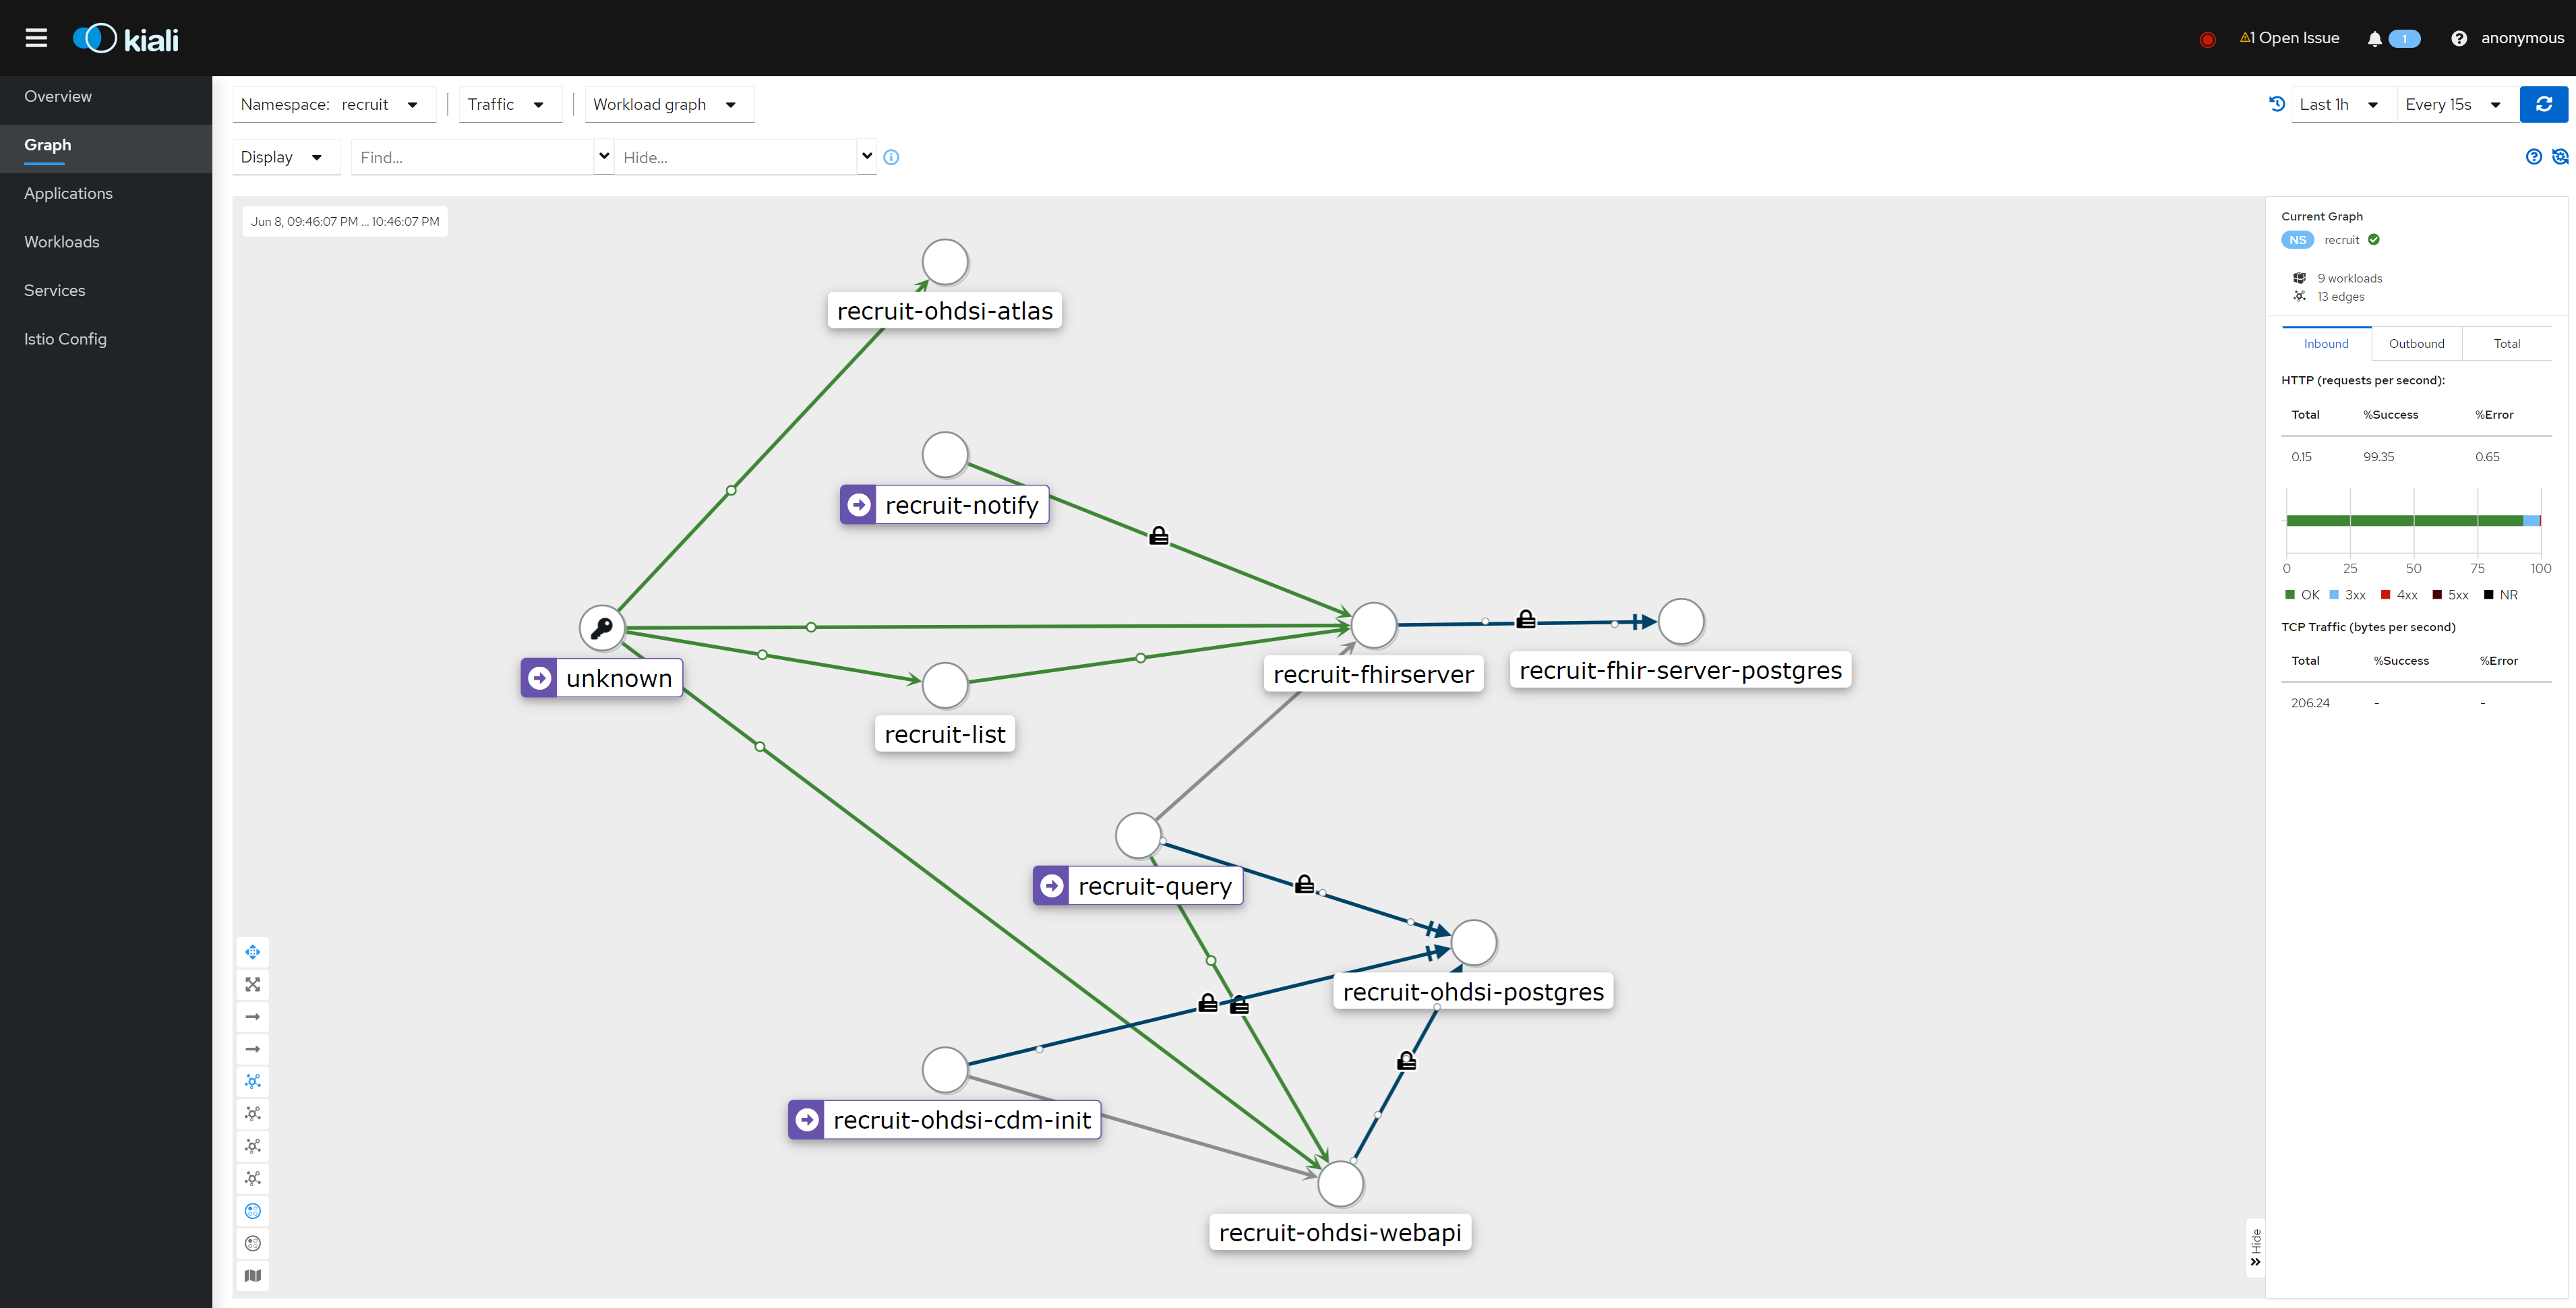 kiali
1 Open Issue
1
anonymous
Overview
Graph
Applications
Workloads
Services
Istio Config
Namespace: recruit
Traffic
Workload graph
Last 1h
Every 15s
Display
Find...
Hide...
Jun 8, 09:46:07 PM ... 10:46:07 PM
recruit-ohdsi-atlas
recruit-notify
unknown
recruit-list
recruit-fhirserver
recruit-fhir-server-postgres
recruit-query
recruit-ohdsi-postgres
recruit-ohdsi-cdm-init
recruit-ohdsi-webapi
Hide
Current Graph
NS recruit
9 workloads
13 edges
Inbound Outbound Total
HTTP (requests per second):
Total %Success %Error
0.15 99.35 0.65
0 25 50 75 100
OK 3xx 4xx 5xx NR
TCP Traffic (bytes per second)
Total %Success %Error
206.24 - -